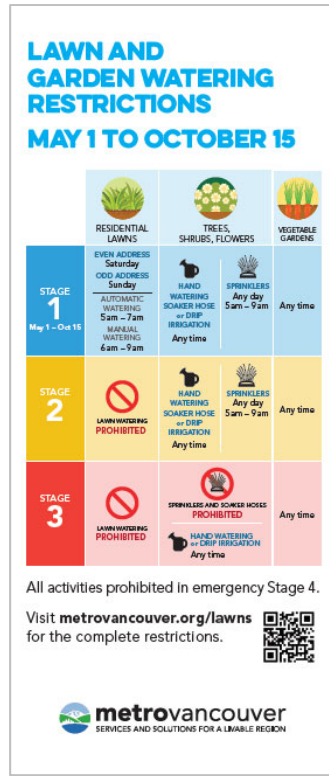 LAWN AND
GARDEN WATERING
RESTRICTIONS
MAY 1 TO OCTOBER 15
RESIDENTIAL
LAWNS
TREES,
SHRUBS, FLOWERS
VEGETABLE
GARDENS
STAGE
1
May 1 – Oct 15
EVEN ADDRESS
Saturday
ODD ADDRESS
Sunday
AUTOMATIC
WATERING
5am – 7am
MANUAL
WATERING
6am – 9am
HAND
WATERING
SOAKER HOSE
or DRIP
IRRIGATION
Any time
SPRINKLERS
Any day
5am – 9am
Any time
STAGE
2
LAWN WATERING
PROHIBITED
HAND
WATERING
SOAKER HOSE
or DRIP
IRRIGATION
Any time
SPRINKLERS
Any day
5am – 9am
Any time
STAGE
3
LAWN WATERING
PROHIBITED
SPRINKLERS AND SOAKER HOSES
PROHIBITED
HAND WATERING
or DRIP IRRIGATION
Any time
Any time
All activities prohibited in emergency Stage 4.
Visit metrovancouver.org/lawns
for the complete restrictions.
metrovancouver
SERVICES AND SOLUTIONS FOR A LIVABLE REGION